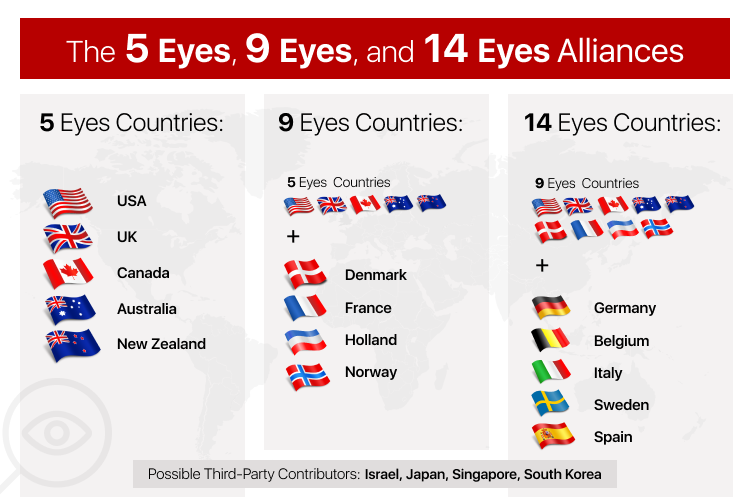 The 5 Eyes, 9 Eyes, and 14 Eyes Alliances
5 Eyes Countries:
USA
UK
Canada
Australia
New Zealand
9 Eyes Countries:
5 Eyes Countries
+
Denmark
France
Holland
Norway
14 Eyes Countries:
9 Eyes Countries
+
Germany
Belgium
Italy
Sweden
Spain
Possible Third-Party Contributors: Israel, Japan, Singapore, South Korea